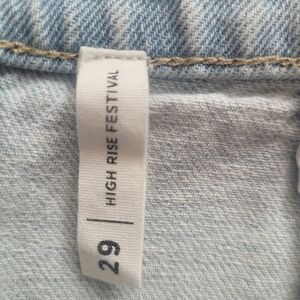 29 | HIGH RISE FESTIVAL